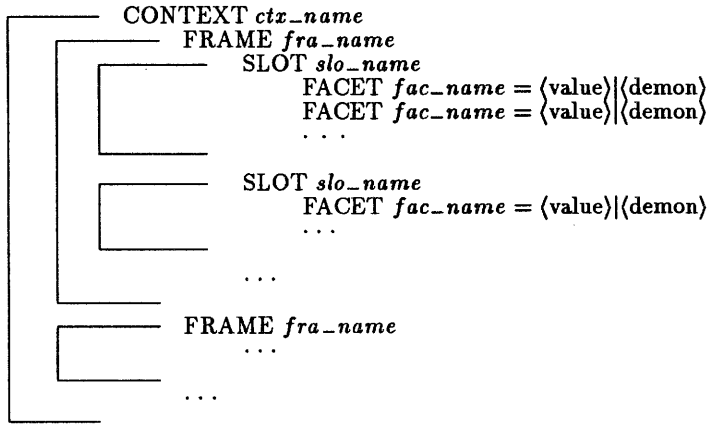 CONTEXT ctx_name
FRAME fra_name
SLOT slo_name
FACET fac_name = ⟨value⟩|⟨demon⟩
FACET fac_name = ⟨value⟩|⟨demon⟩
. . .
SLOT slo_name
FACET fac_name = ⟨value⟩|⟨demon⟩
. . .
. . .
FRAME fra_name
. . .
. . .